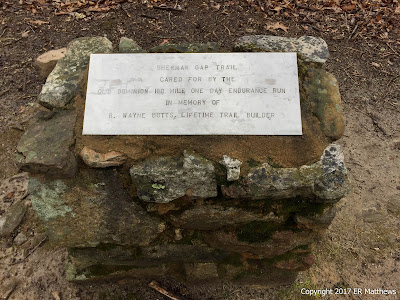 SHERMAN GAP TRAIL
CARED FOR BY THE
OLD DOMINION 100 MILE ONE DAY ENDURANCE RUN
IN MEMORY OF
R. WAYNE BOTTS, LIFETIME TRAIL BUILDER
Copyright © 2017 ER Matthews